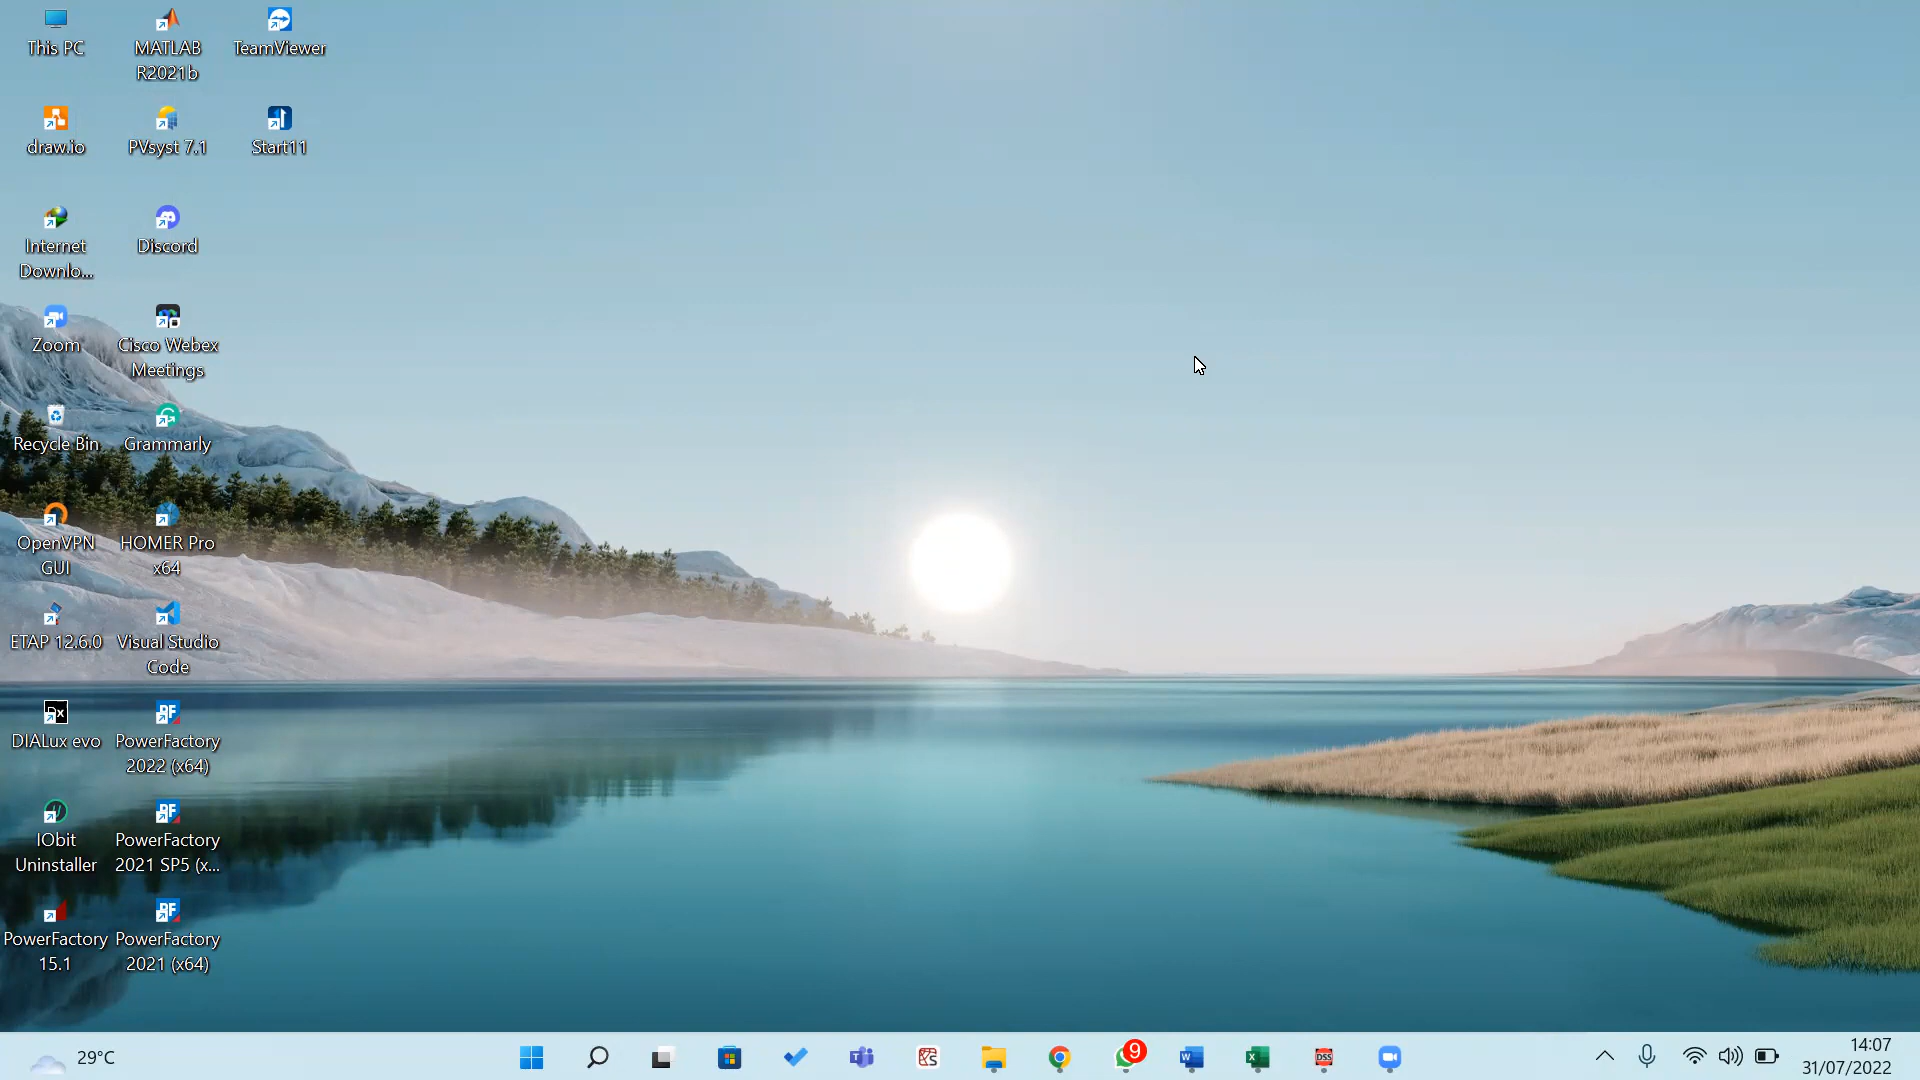 This PC
MATLAB
R2021b
TeamViewer
draw.io
PVsyst 7.1
Start11
Internet
Downlo...
Discord
Zoom
Cisco Webex
Meetings
Recycle Bin
Grammarly
OpenVPN
GUI
HOMER Pro
x64
ETAP 12.6.0
Visual Studio
Code
DIALux evo
PowerFactory
2022 (x64)
IObit
Uninstaller
PowerFactory
2021 SP5 (x...
PowerFactory
15.1
PowerFactory
2021 (x64)
29°C
9
DSS
14:07
31/07/2022